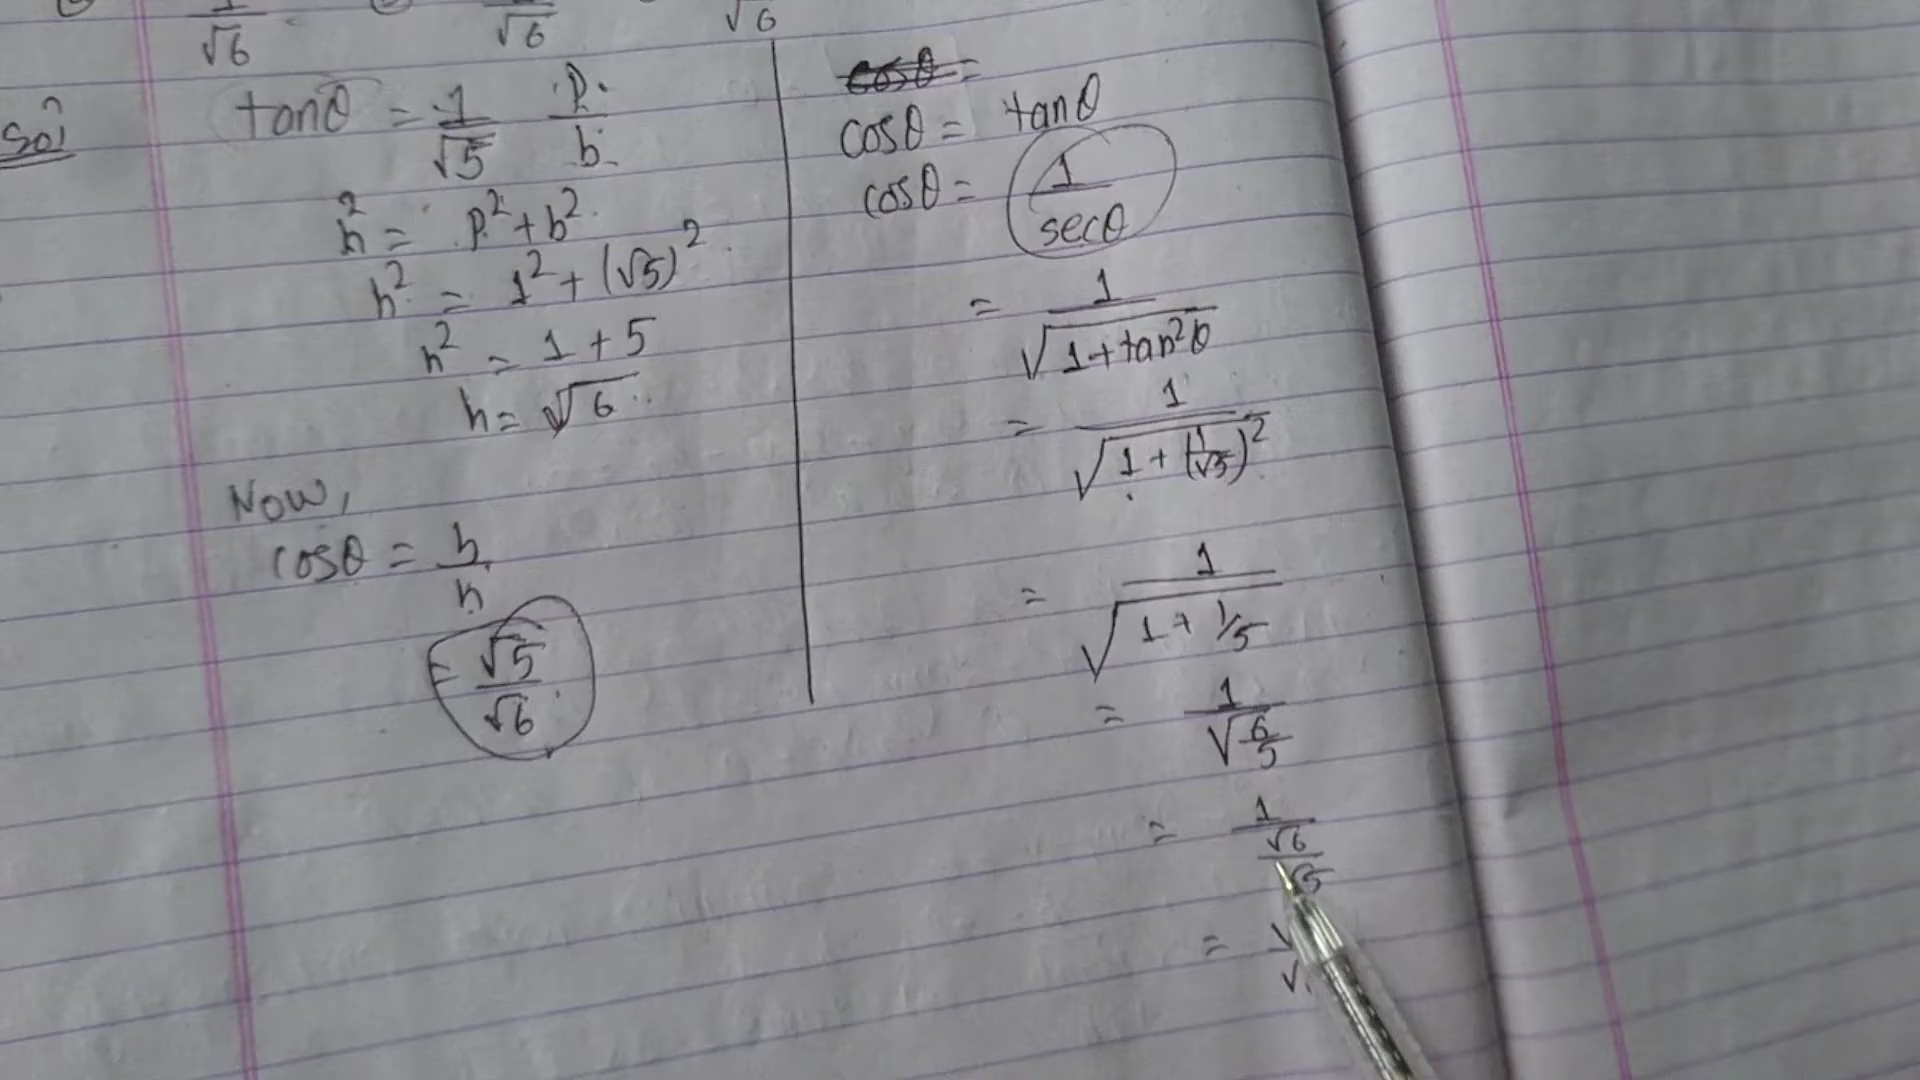 √6 √6 √6
Sol
tanθ = 1/√5 p/b
h² = p² + b²
h² = 1² + (√5)²
h² = 1 + 5
h = √6
Now,
cosθ = b/h
= √5/√6
cosθ =
cosθ = tanθ
cosθ = 1/secθ
= 1/√(1+tan²θ)
= 1/√(1+(1/√5)²)
= 1/√(1+1/5)
= 1/√(6/5)
= 1/(√6/√5)
=